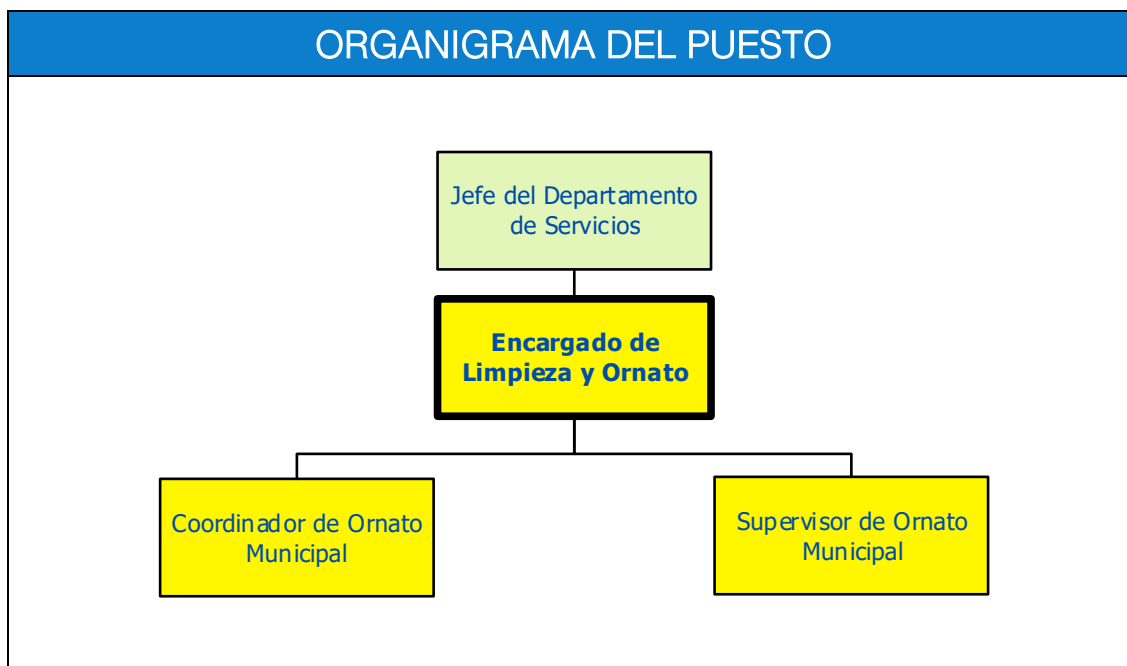 ORGANIGRAMA DEL PUESTO
Jefe del Departamento
de Servicios
Encargado de
Limpieza y Ornato
Coordinador de Ornato
Municipal
Supervisor de Ornato
Municipal